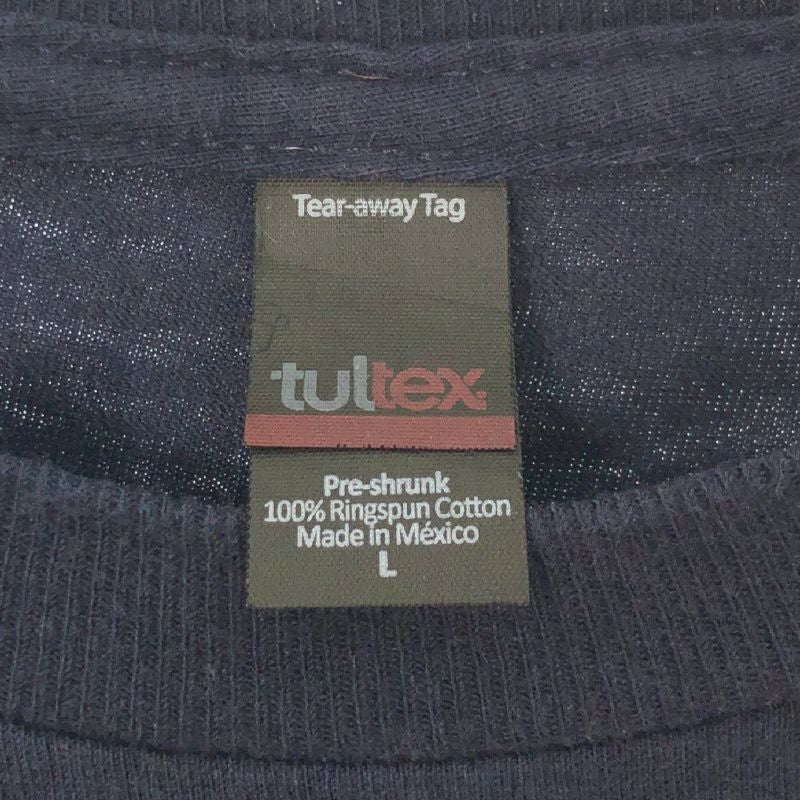 Tear-away Tag
tultex
Pre-shrunk
100% Ringspun Cotton
Made in México
L